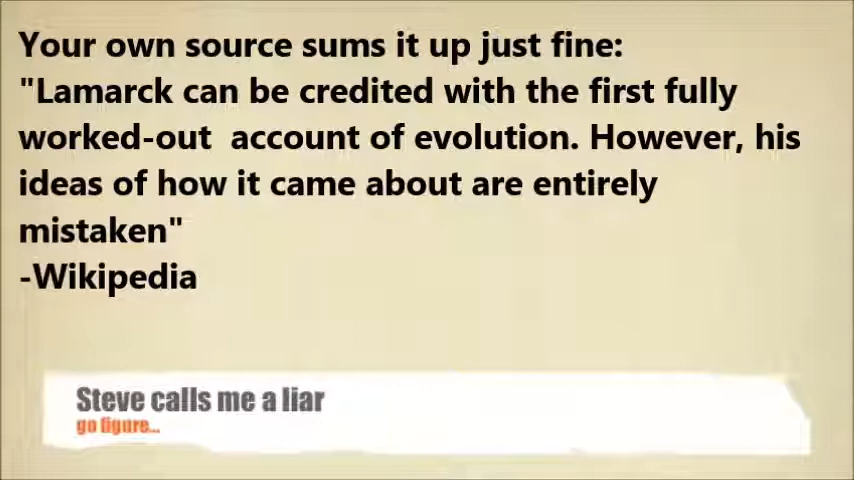 Your own source sums it up just fine:
"Lamarck can be credited with the first fully
worked-out account of evolution. However, his
ideas of how it came about are entirely
mistaken"
-Wikipedia
Steve calls me a liar
go figure...